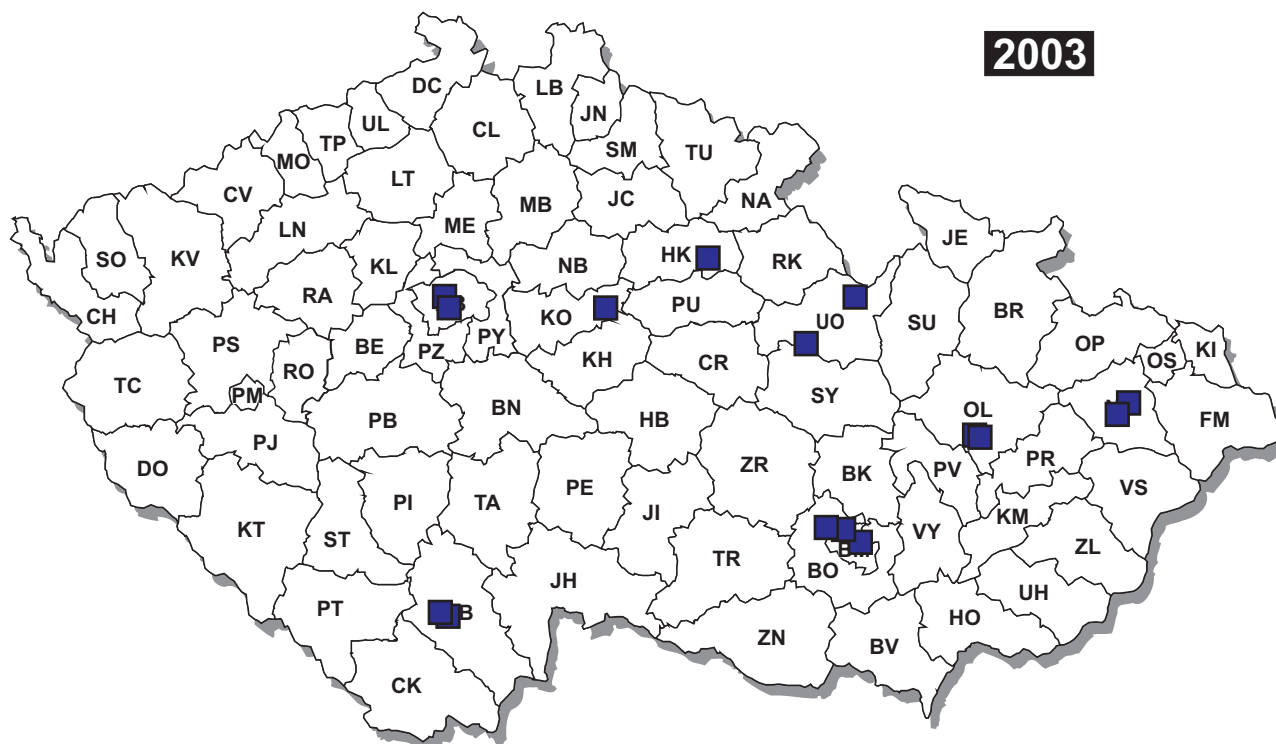 2003
DC
LB
JN
UL
CL
TP
MO
SM
TU
LT
CV
JC
NA
MB
LN
ME
JE
SO
KV
KL
NB
HK
RK
RA
CH
KO
PU
UO
SU
BR
PS
BE
PZ
PY
OP
KI
OS
RO
KH
CR
TC
PM
PB
BN
HB
SY
OL
FM
PJ
DO
ZR
BK
PV
PR
VS
PI
TA
PE
JI
KT
ST
VY
KM
ZL
TR
BO
PT
JH
UH
ZN
BV
HO
CK